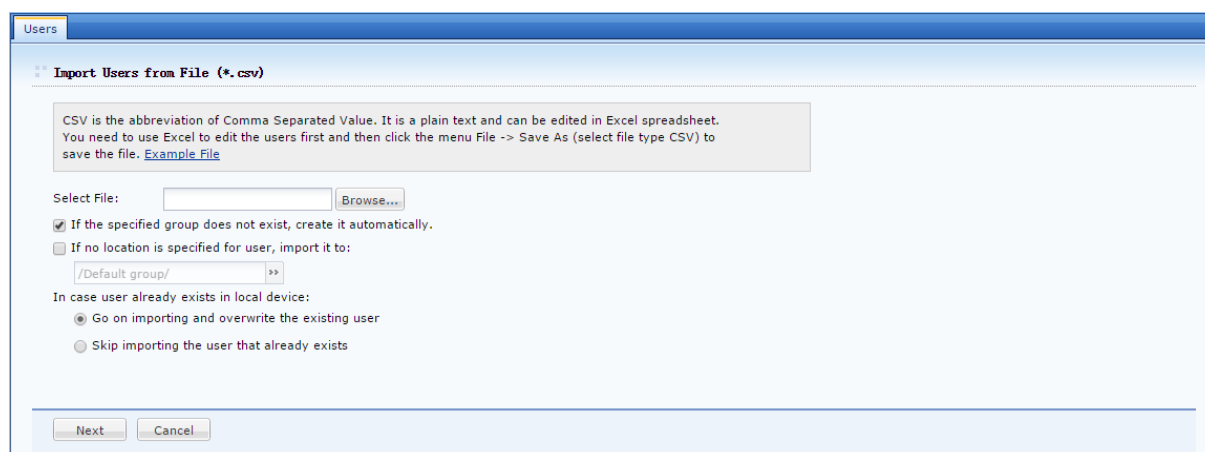 Users
Import Users from File (*.csv)
CSV is the abbreviation of Comma Separated Value. It is a plain text and can be edited in Excel spreadsheet.
You need to use Excel to edit the users first and then click the menu File -> Save As (select file type CSV) to
save the file. Example File
Select File: Browse...
If the specified group does not exist, create it automatically.
If no location is specified for user, import it to:
/Default group/
In case user already exists in local device:
Go on importing and overwrite the existing user
Skip importing the user that already exists
Next Cancel